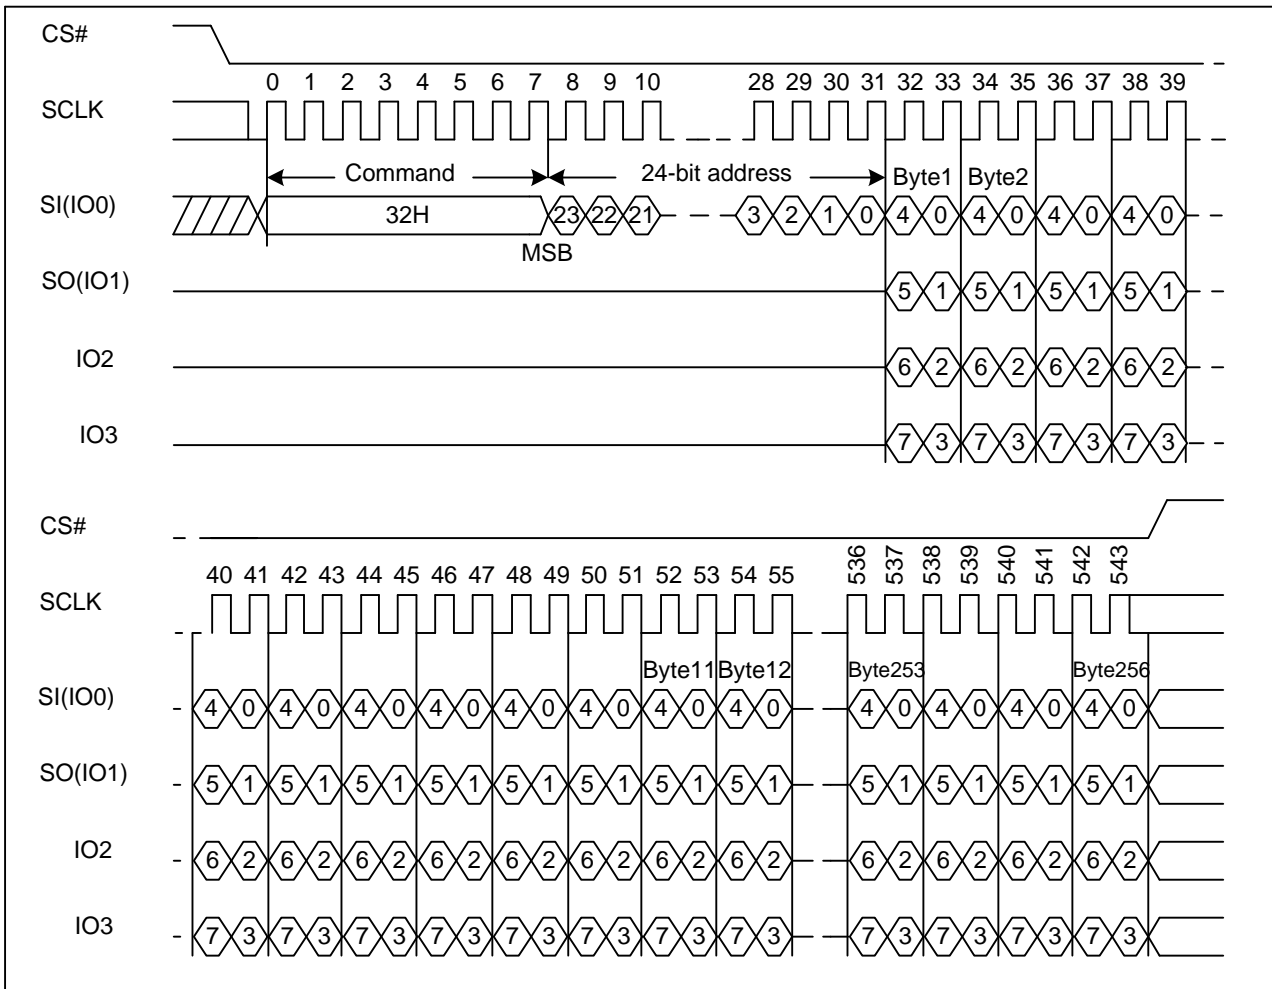 CS#
0 1 2 3 4 5 6 7 8 9 10 28 29 30 31 32 33 34 35 36 37 38 39
SCLK
Command 24-bit address Byte1 Byte2
SI(IO0) 32H 23 22 21 3 2 1 0 4 0 4 0 4 0 4 0
MSB
SO(IO1) 5 1 5 1 5 1 5 1
IO2 6 2 6 2 6 2 6 2
IO3 7 3 7 3 7 3 7 3
CS#
40 41 42 43 44 45 46 47 48 49 50 51 52 53 54 55 536 537 538 539 540 541 542 543
SCLK
Byte11 Byte12 Byte253 Byte256
SI(IO0) 4 0 4 0 4 0 4 0 4 0 4 0 4 0 4 0 4 0 4 0 4 0 4 0
SO(IO1) 5 1 5 1 5 1 5 1 5 1 5 1 5 1 5 1 5 1 5 1 5 1 5 1
IO2 6 2 6 2 6 2 6 2 6 2 6 2 6 2 6 2 6 2 6 2 6 2 6 2
IO3 7 3 7 3 7 3 7 3 7 3 7 3 7 3 7 3 7 3 7 3 7 3 7 3